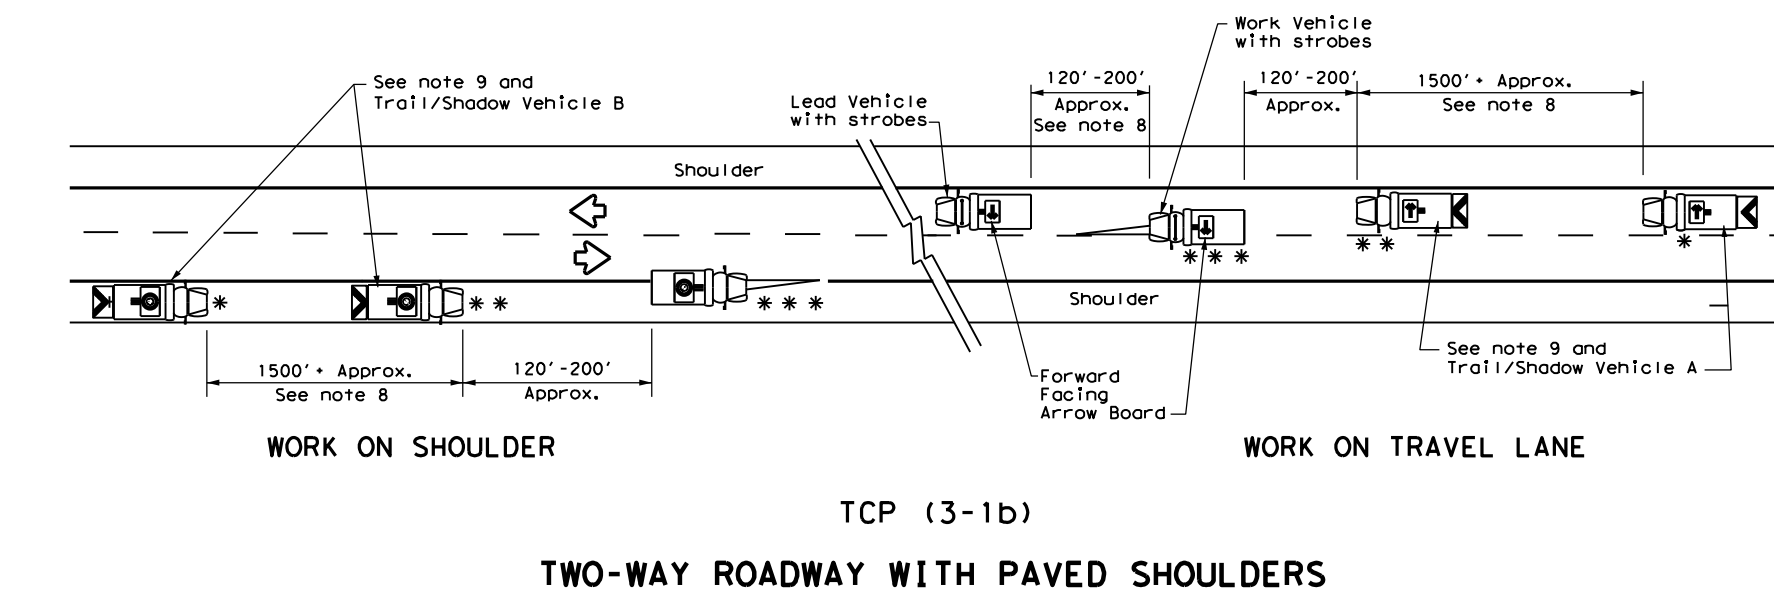 Work Vehicle
with strobes
See note 9 and
Trail/Shadow Vehicle B
Lead Vehicle
with strobes
120'-200'
Approx.
See note 8
120'-200'
Approx.
1500'+ Approx.
See note 8
Shoulder
Shoulder
* * * * * *
* * * * * *
1500'+ Approx.
See note 8
120'-200'
Approx.
Forward
Facing
Arrow Board
See note 9 and
Trail/Shadow Vehicle A
WORK ON SHOULDER
WORK ON TRAVEL LANE
TCP (3-1b)
TWO-WAY ROADWAY WITH PAVED SHOULDERS